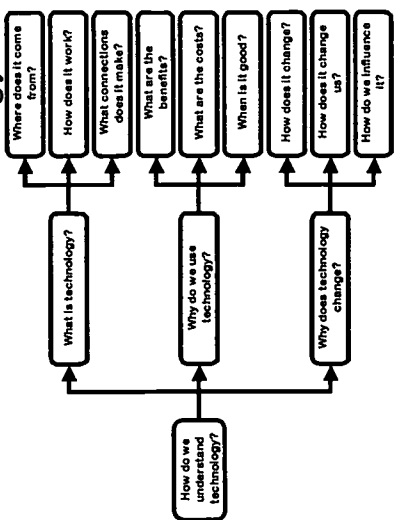 How do we
understand
technology?
What is technology?
Why do we use
technology?
Why does technology
change?
Where does it come
from?
How does it work?
What connections
does it make?
What are the
benefits?
What are the costs?
When is it good?
How does it change?
How does it change
us?
How do we influence
it?